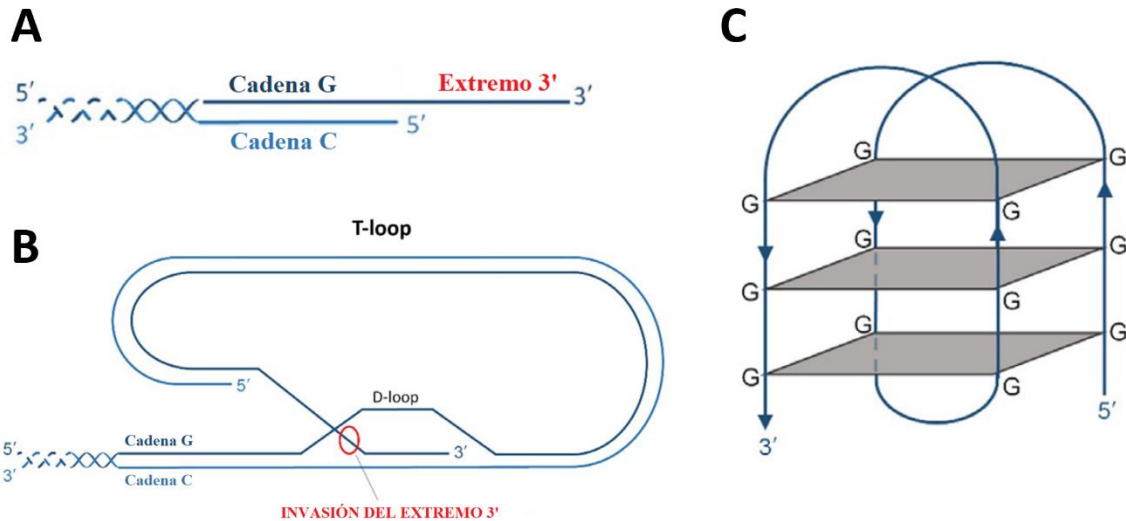 A
5′ Cadena G Extremo 3' 3′
3′ Cadena C 5′
B
T-loop
5′
D-loop
5′ Cadena G 3′
3′ Cadena C
INVASIÓN DEL EXTREMO 3'
C
G G
G G
G G
G G
G G
G G
5′
3′